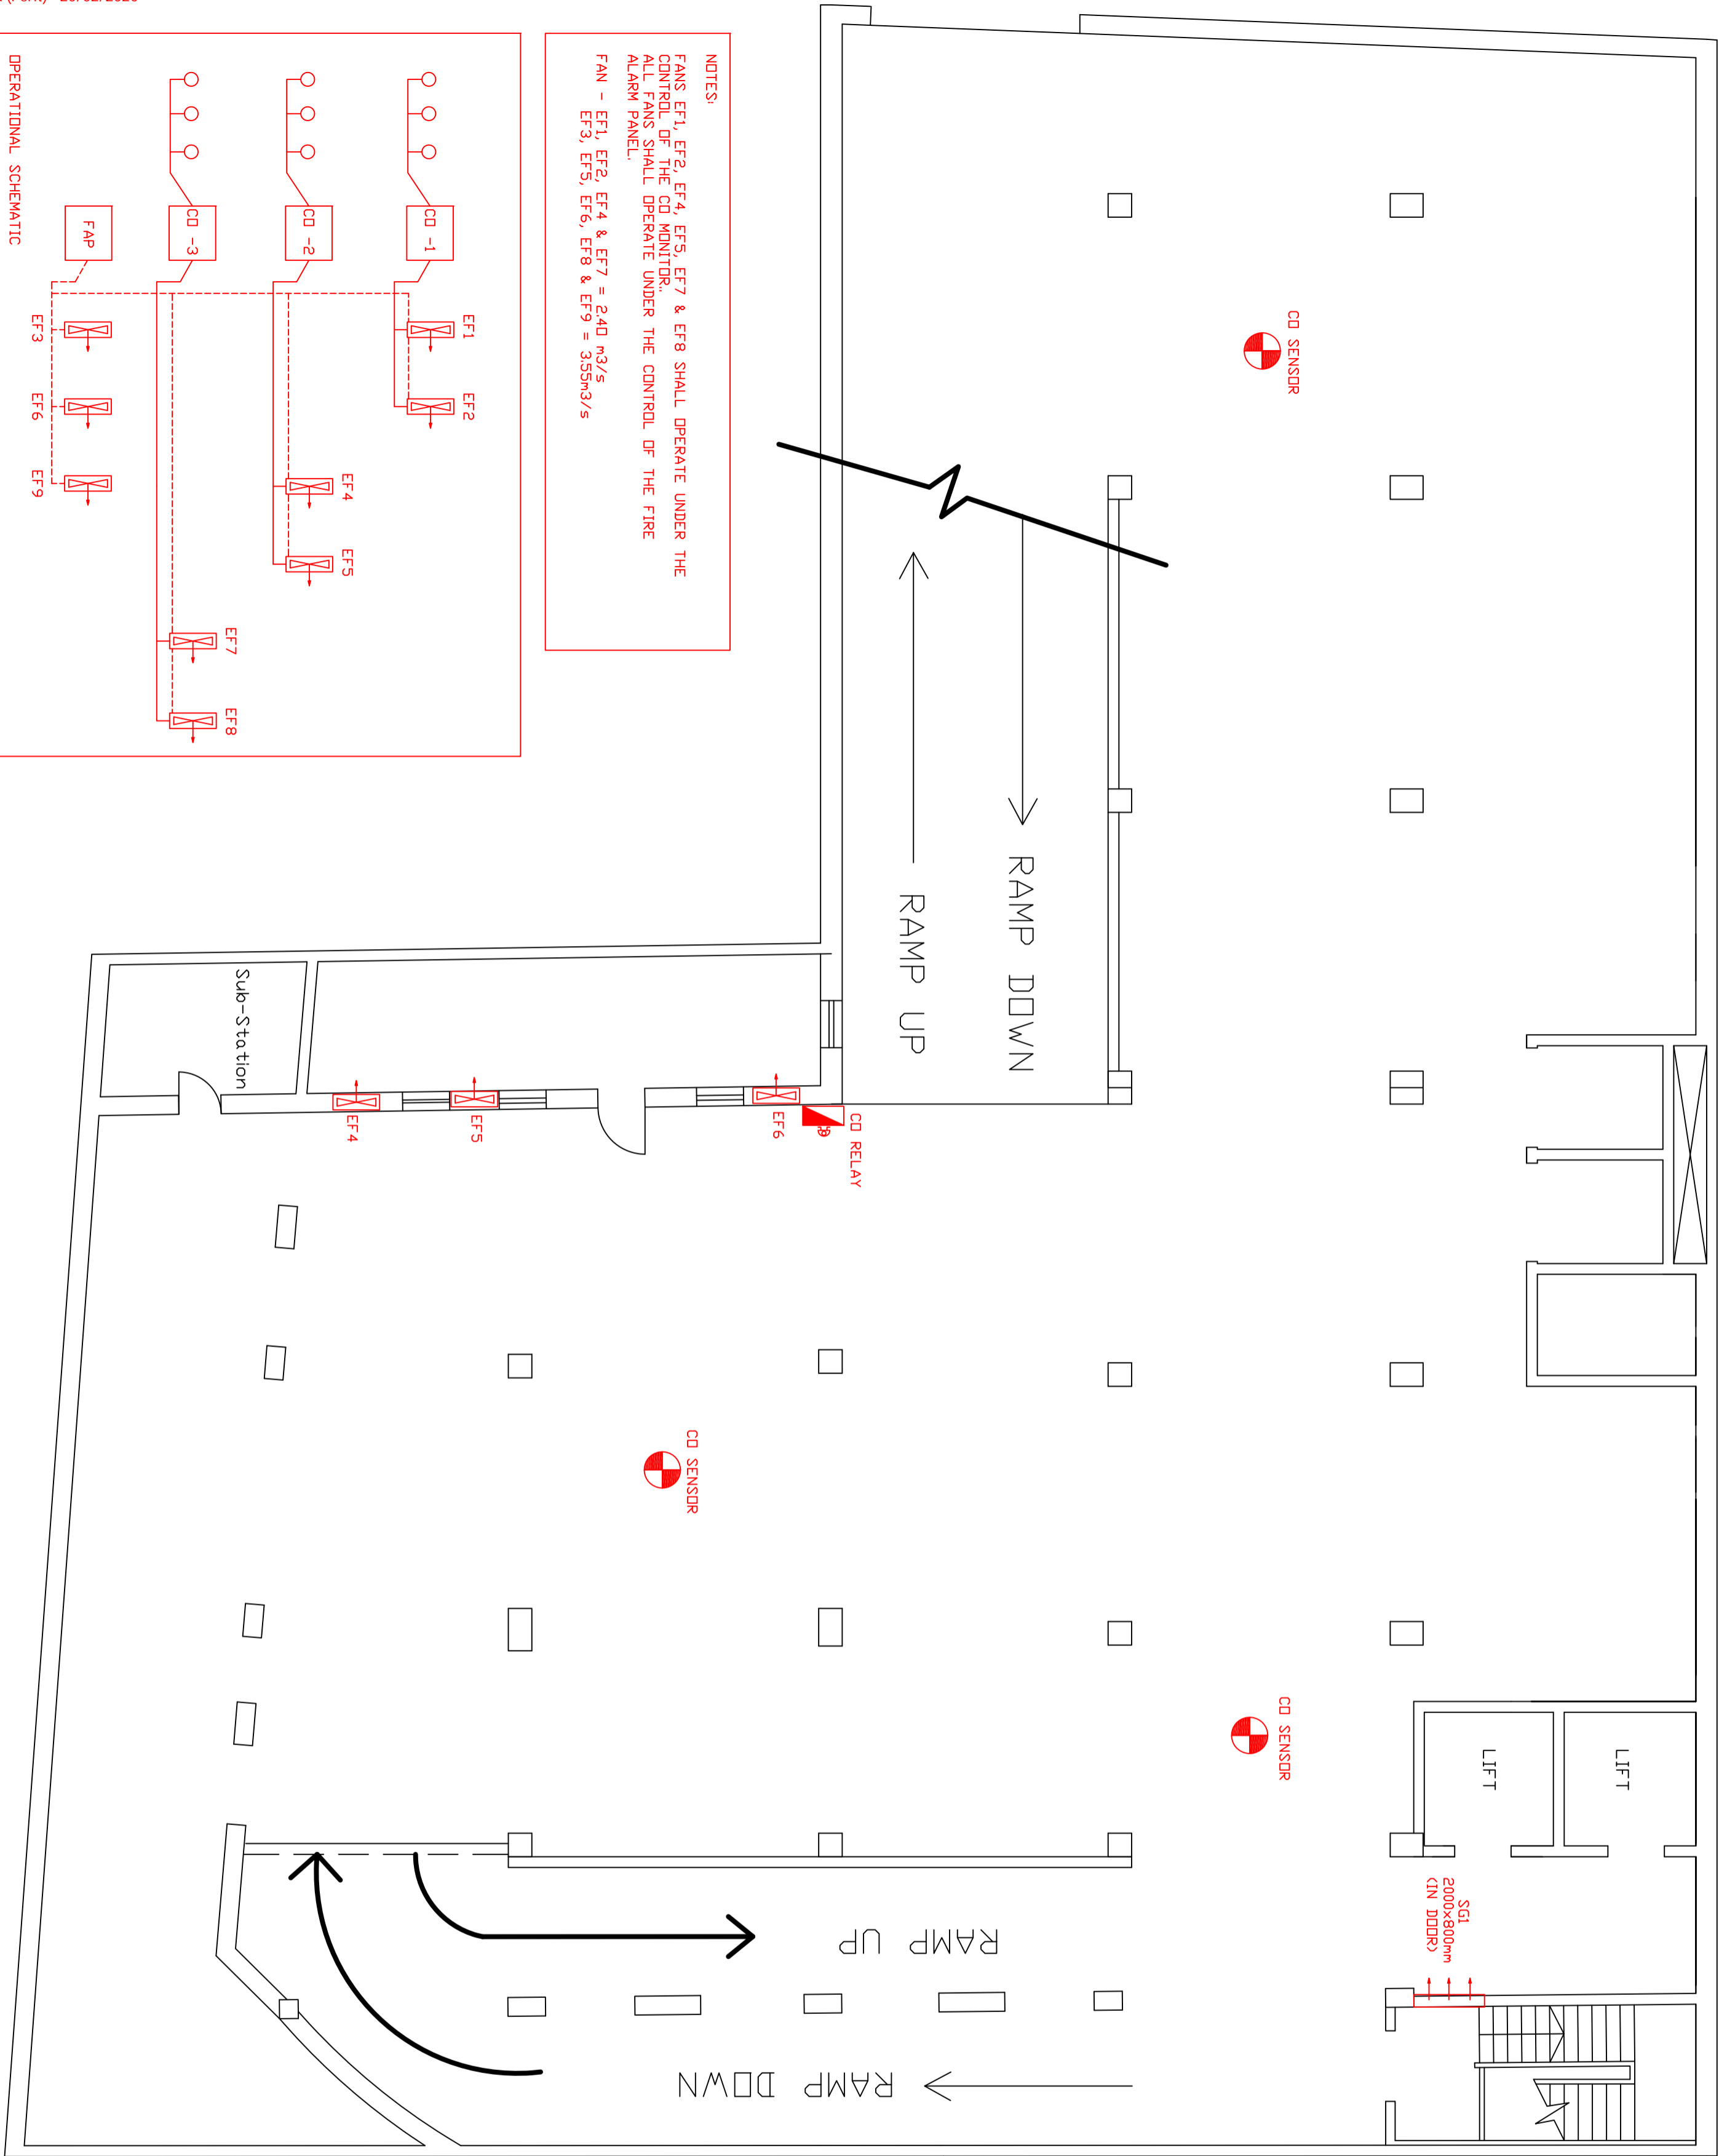 NOTES:
FANS EF1, EF2, EF4, EF5, EF7 & EF8 SHALL OPERATE UNDER THE
CONTROL OF THE CO MONITOR..
ALL FANS SHALL OPERATE UNDER THE CONTROL OF THE FIRE
ALARM PANEL.
FAN - EF1, EF2, EF4 & EF7 = 2.40 m3/s
EF3, EF5, EF6, EF8 & EF9 = 3.55m3/s
CO -1
EF1
EF2
CO -2
EF4
EF5
CO -3
EF7
EF8
FAP
EF3
EF6
EF9
OPERATIONAL SCHEMATIC
CO SENSOR
RAMP DOWN
RAMP UP
Sub-Station
EF4
EF5
EF6
CO RELAY
CO SENSOR
CO SENSOR
LIFT
LIFT
SG1
2000x800mm
(IN DOOR)
RAMP UP
RAMP DOWN